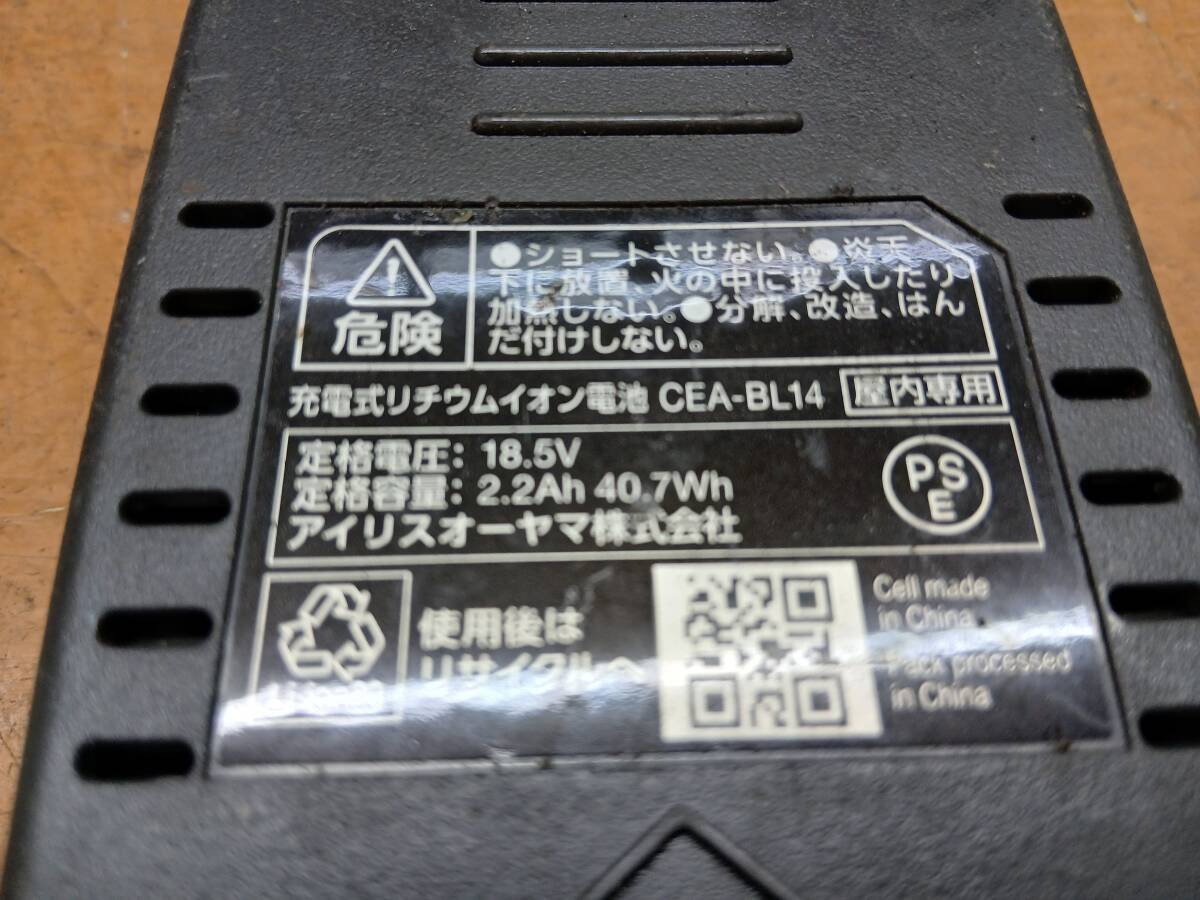 危険
●ショートさせない。●炎天
下に放置、火の中に投入したり
加熱しない。●分解、改造、はん
だ付けしない。
充電式リチウムイオン電池 CEA-BL14 屋内専用
定格電圧：18.5V
定格容量：2.2Ah 40.7Wh
アイリスオーヤマ株式会社
PSE
使用後は
リサイクルへ
Cell made
in China
Pack processed
in China